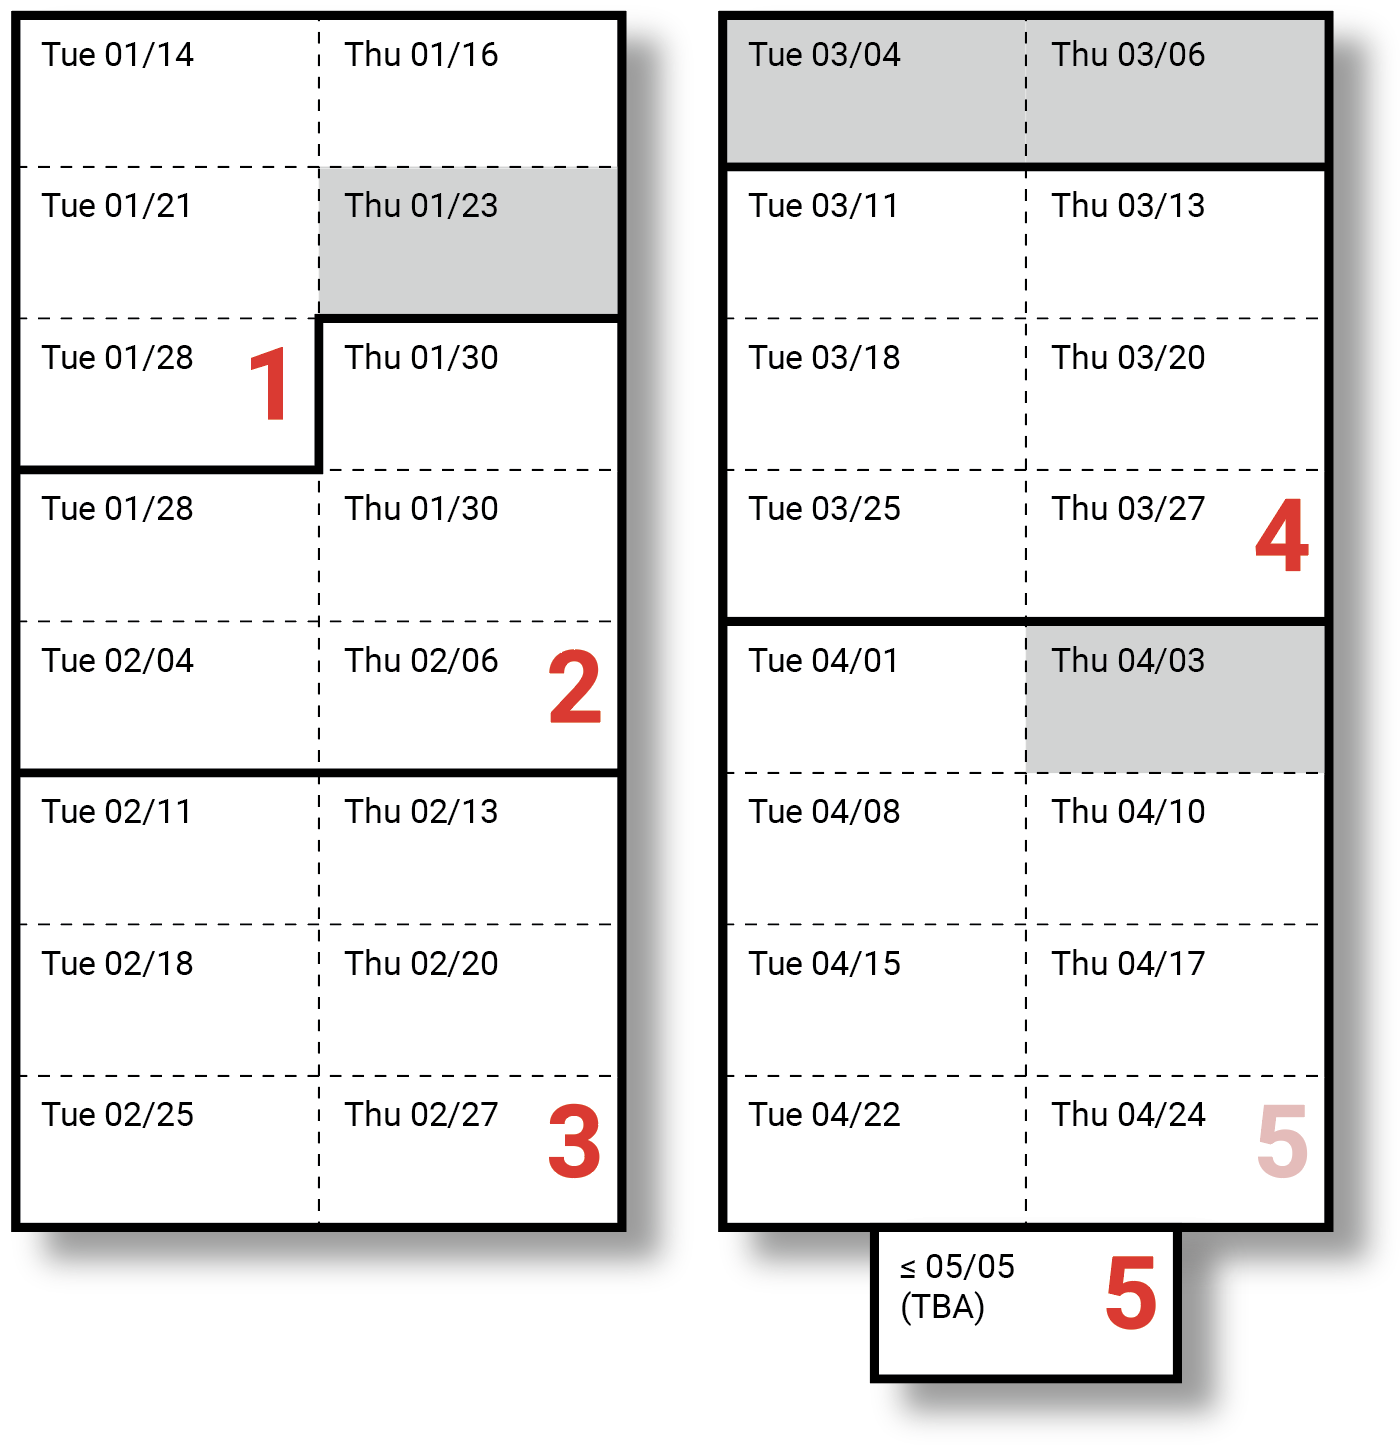 Tue 01/14
Thu 01/16
Tue 01/21
Thu 01/23
Tue 01/28
1
Thu 01/30
Tue 01/28
Thu 01/30
Tue 02/04
Thu 02/06
2
Tue 02/11
Thu 02/13
Tue 02/18
Thu 02/20
Tue 02/25
Thu 02/27
3
Tue 03/04
Thu 03/06
Tue 03/11
Thu 03/13
Tue 03/18
Thu 03/20
Tue 03/25
Thu 03/27
4
Tue 04/01
Thu 04/03
Tue 04/08
Thu 04/10
Tue 04/15
Thu 04/17
Tue 04/22
Thu 04/24
5
≤ 05/05
(TBA)
5